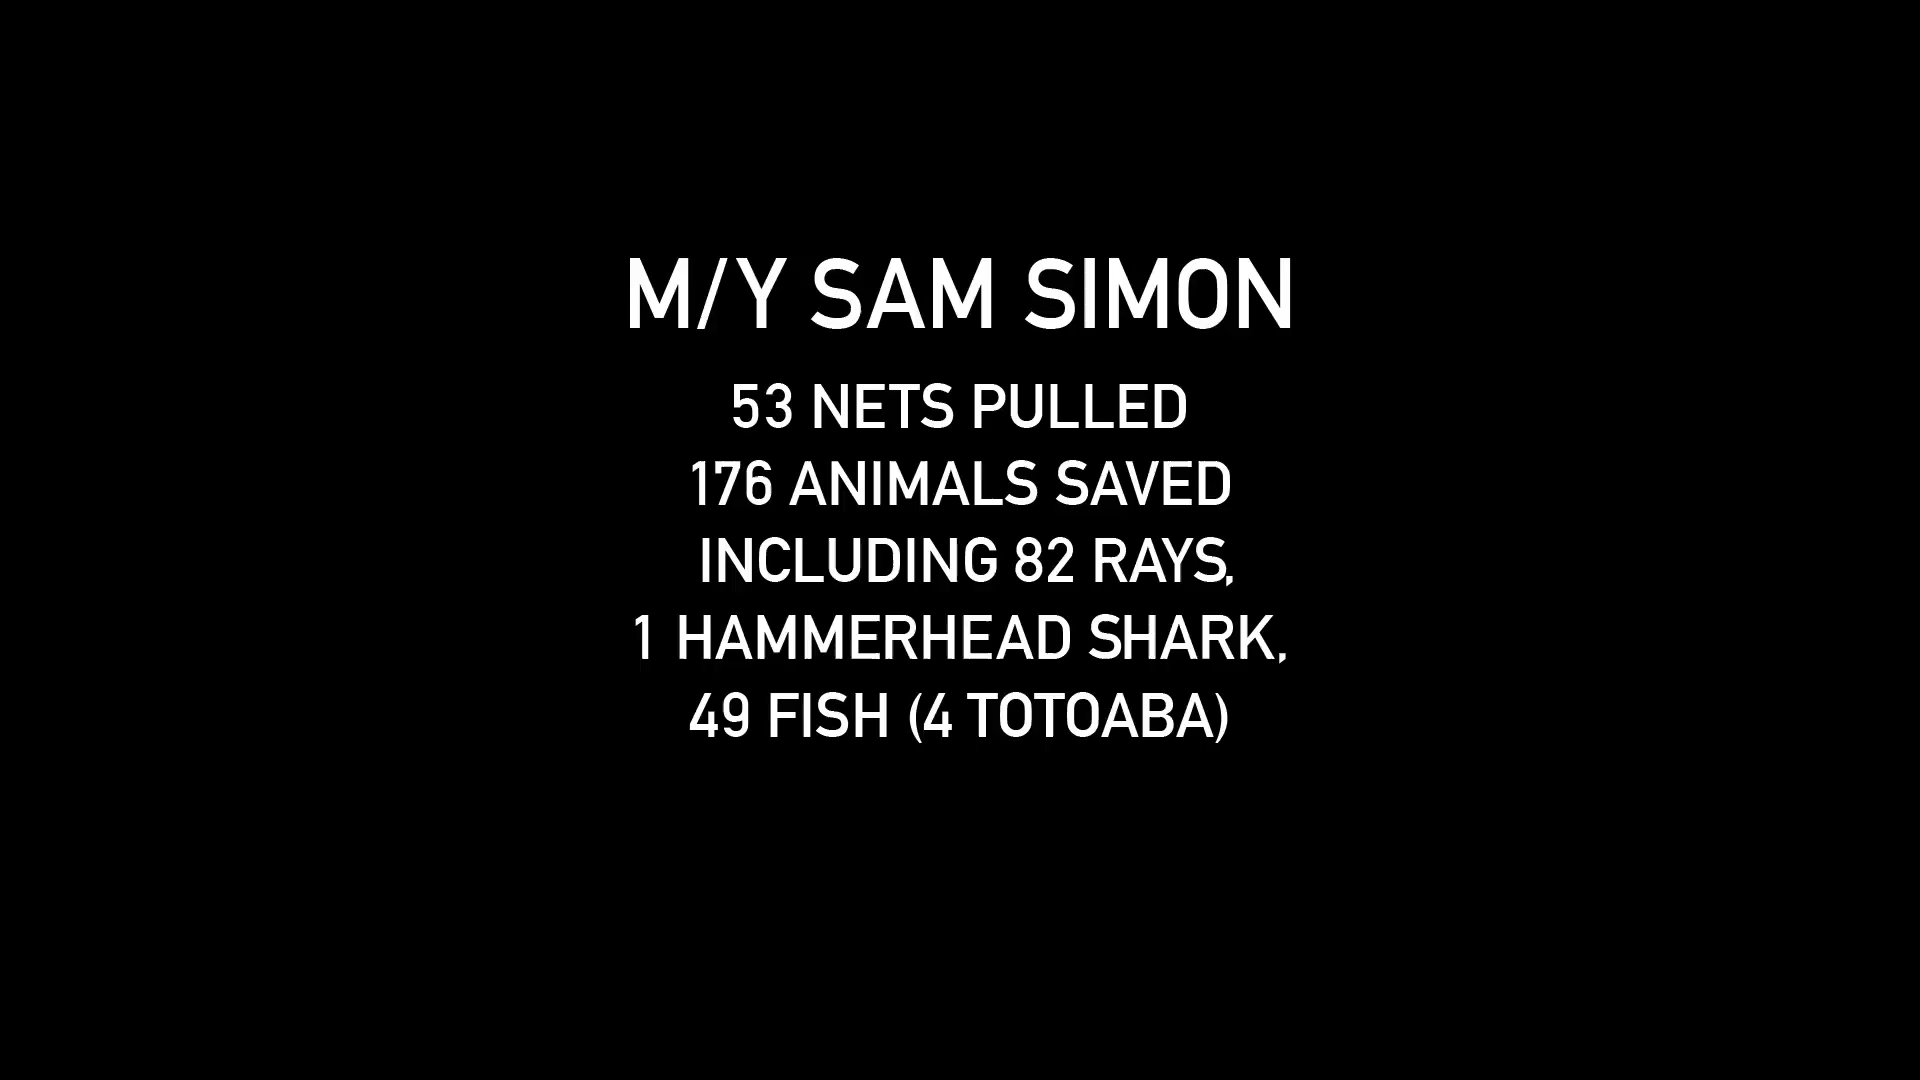 M/Y SAM SIMON
53 NETS PULLED
176 ANIMALS SAVED
INCLUDING 82 RAYS,
1 HAMMERHEAD SHARK,
49 FISH (4 TOTOABA)